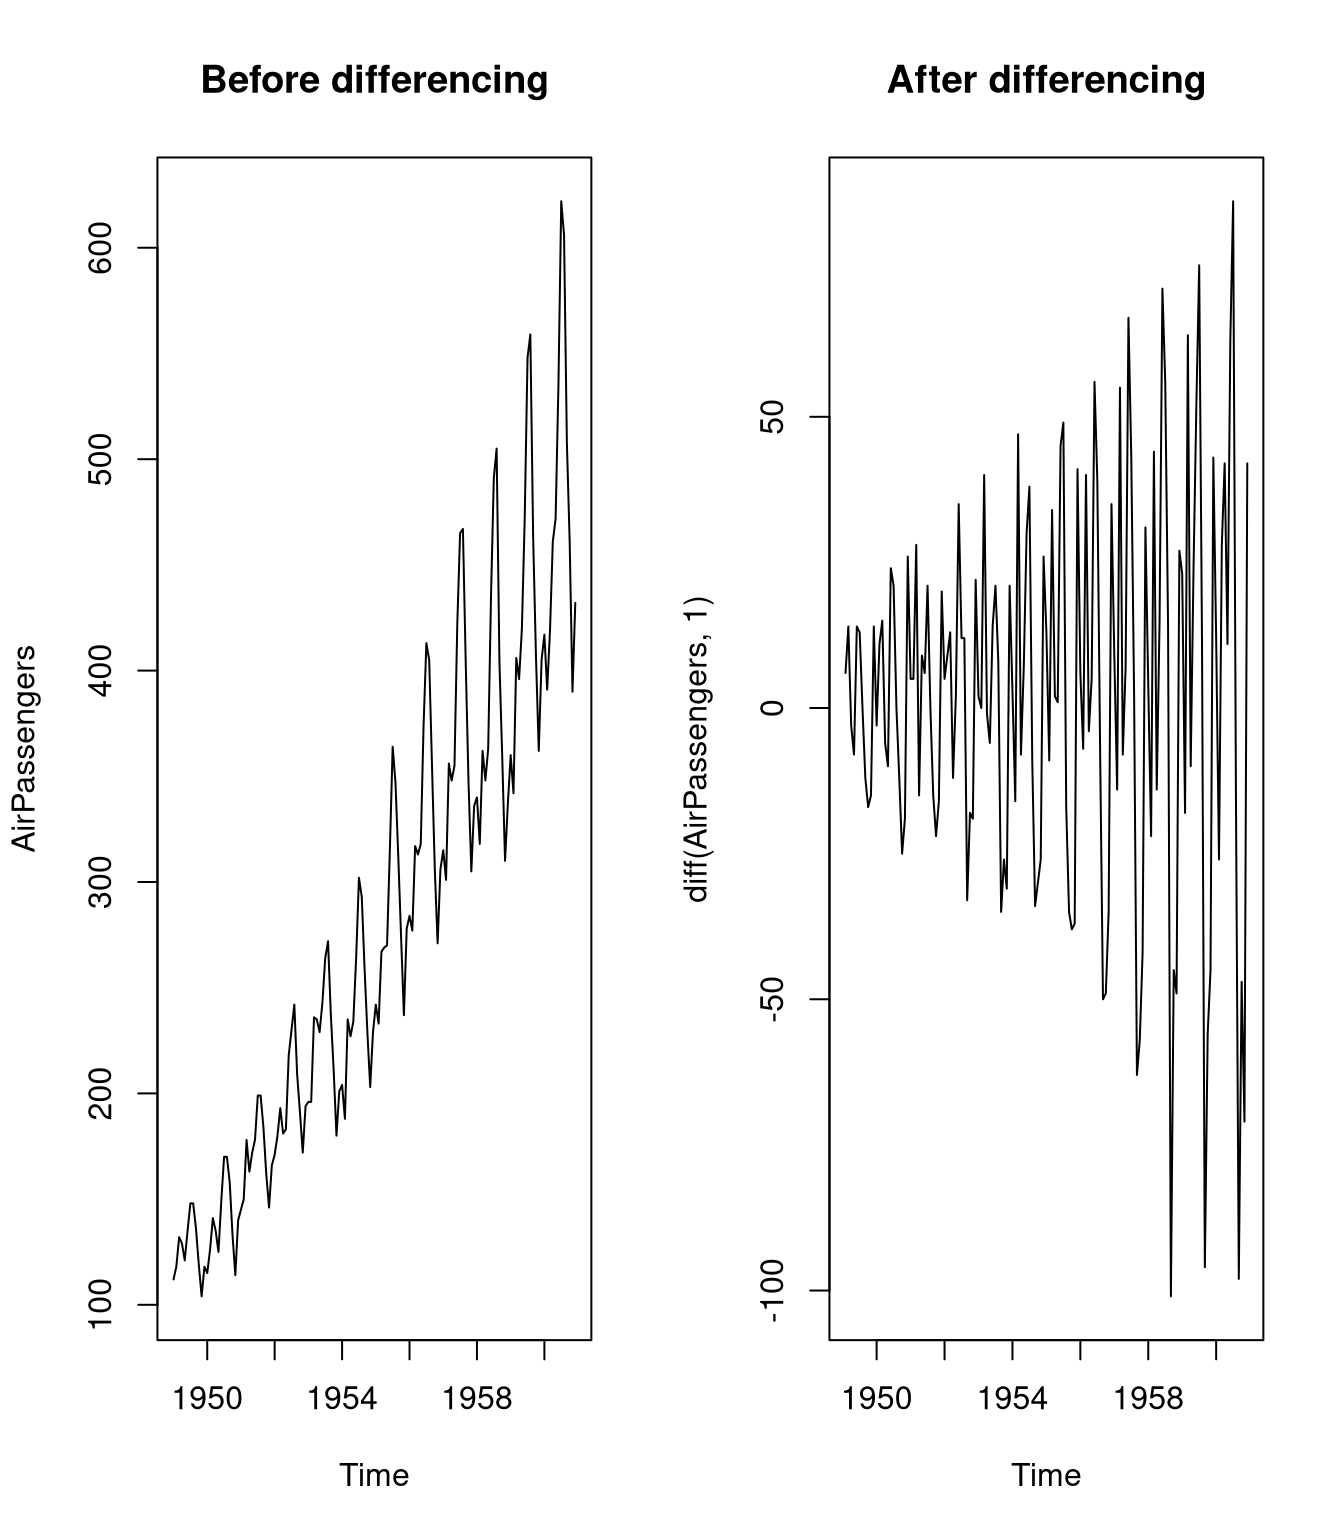 Before differencing
AirPassengers
600
500
400
300
200
100
1950 1954 1958
Time
After differencing
diff(AirPassengers, 1)
50
0
-50
-100
1950 1954 1958
Time